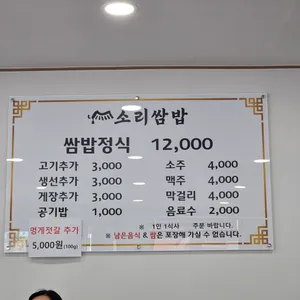 소리쌈밥
쌈밥정식 12,000
고기추가 3,000 소주 4,000
생선추가 3,000 맥주 4,000
게장추가 3,000 막걸리 4,000
공기밥 1,000 음료수 2,000
※ 1인 1식사 주문 바랍니다.
※ 남은음식 & 쌈은 포장해 가실 수 없습니다.
멍게젓갈 추가
5,000원(100g)